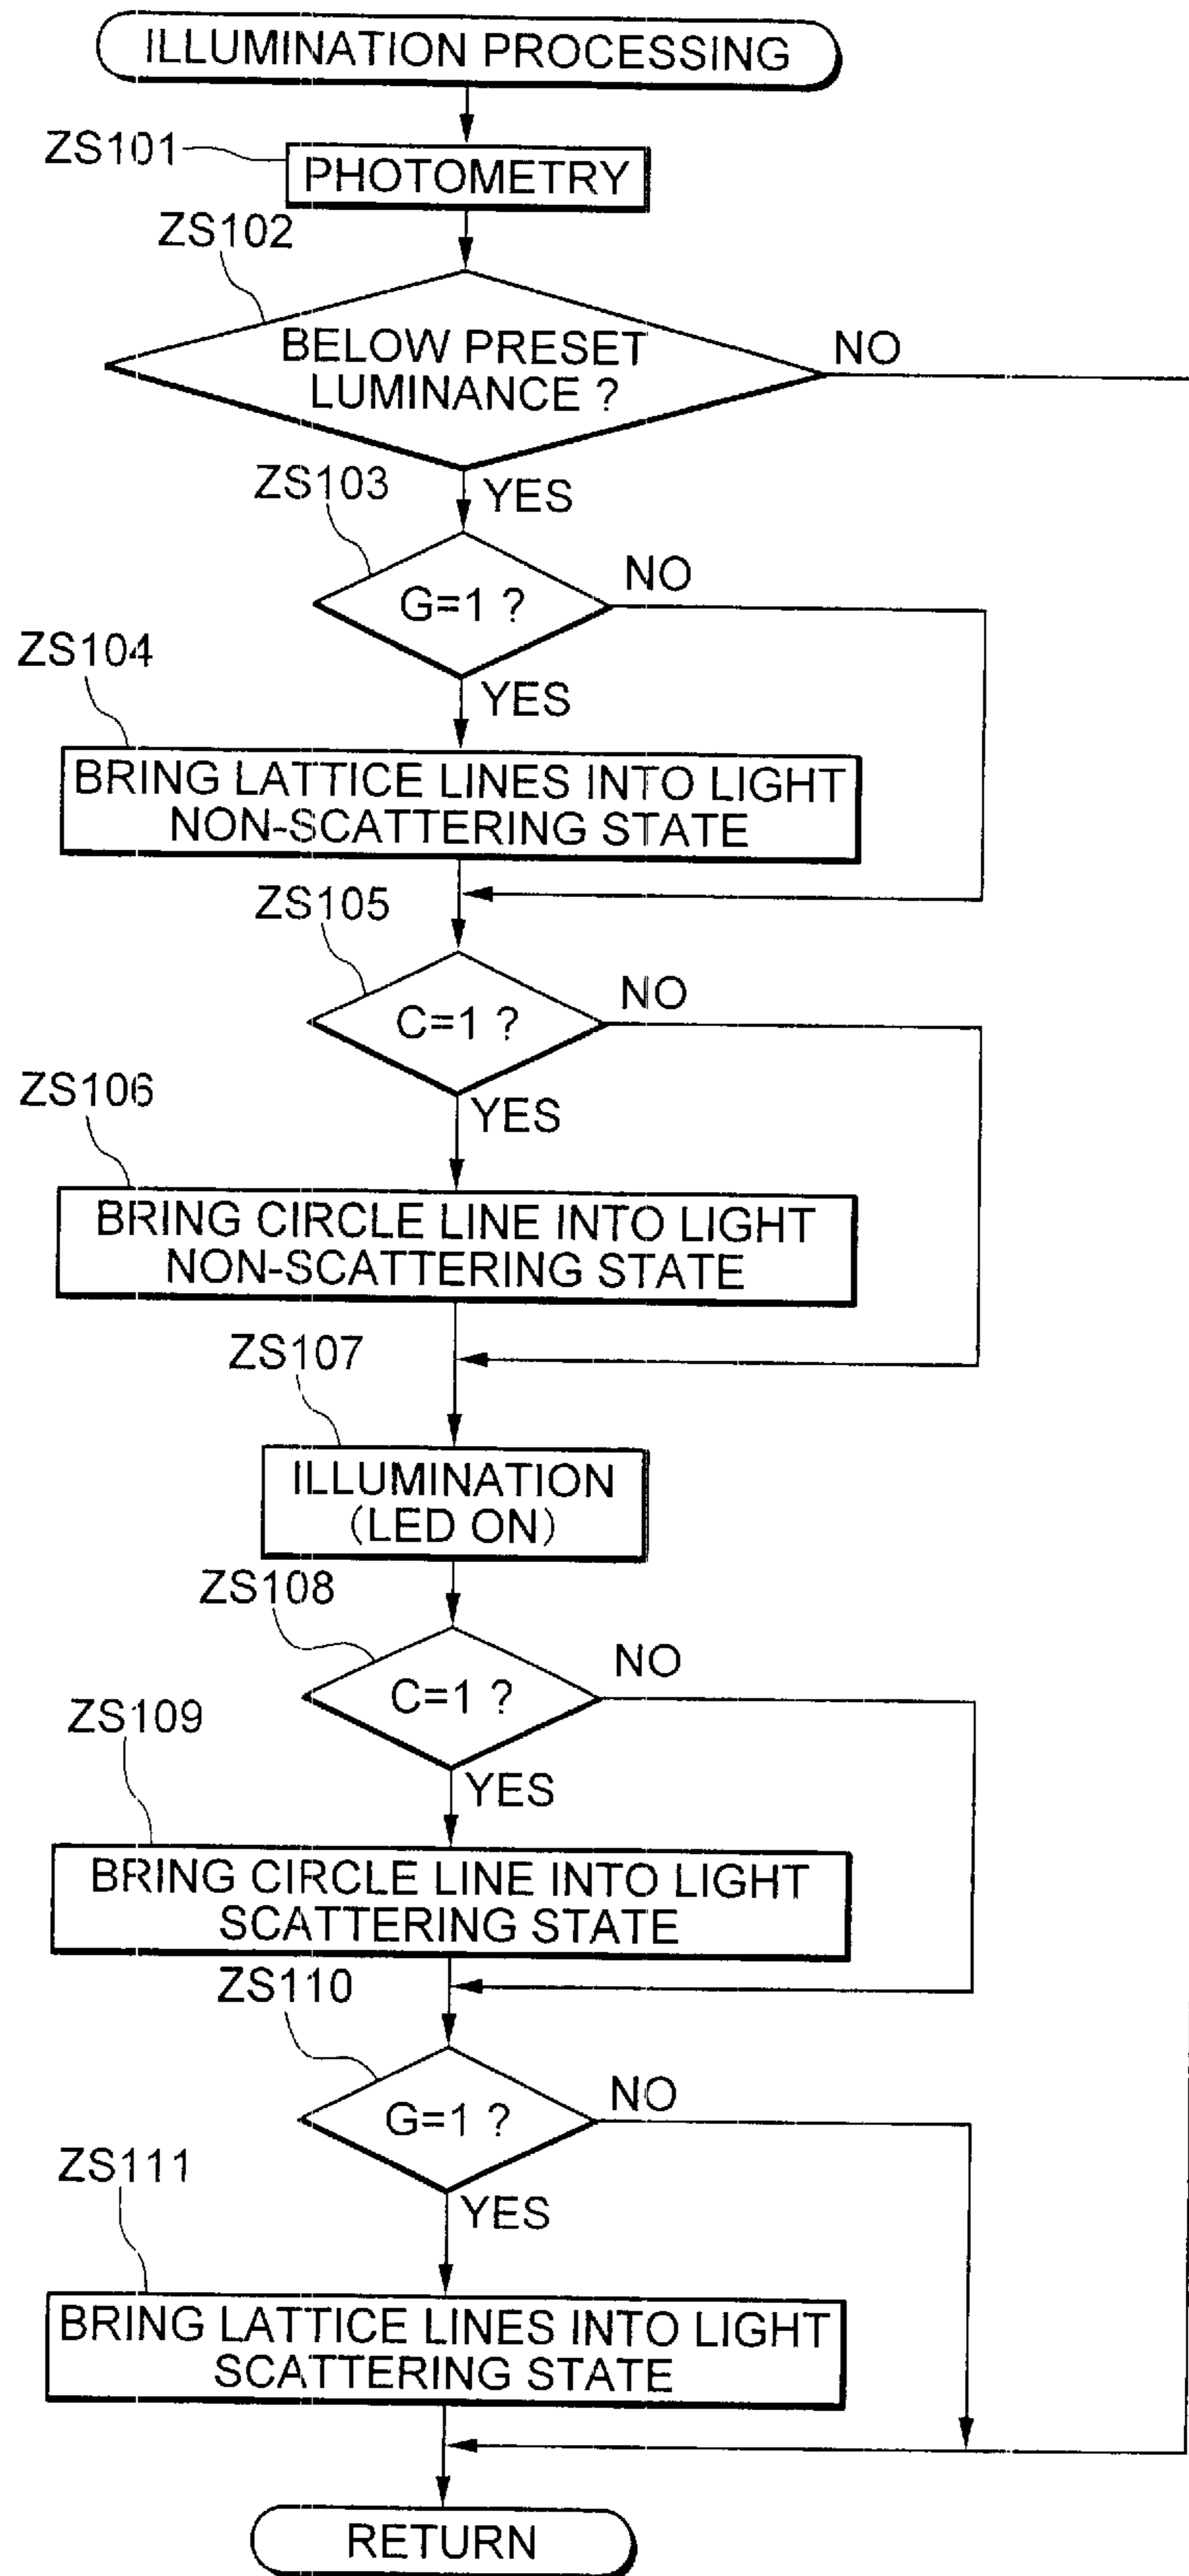 ILLUMINATION PROCESSING
ZS101
PHOTOMETRY
ZS102
BELOW PRESET
LUMINANCE ?
NO
YES
ZS103
G=1 ?
NO
YES
ZS104
BRING LATTICE LINES INTO LIGHT
NON-SCATTERING STATE
ZS105
C=1 ?
NO
YES
ZS106
BRING CIRCLE LINE INTO LIGHT
NON-SCATTERING STATE
ZS107
ILLUMINATION
(LED ON)
ZS108
C=1 ?
NO
YES
ZS109
BRING CIRCLE LINE INTO LIGHT
SCATTERING STATE
ZS110
G=1 ?
NO
YES
ZS111
BRING LATTICE LINES INTO LIGHT
SCATTERING STATE
RETURN